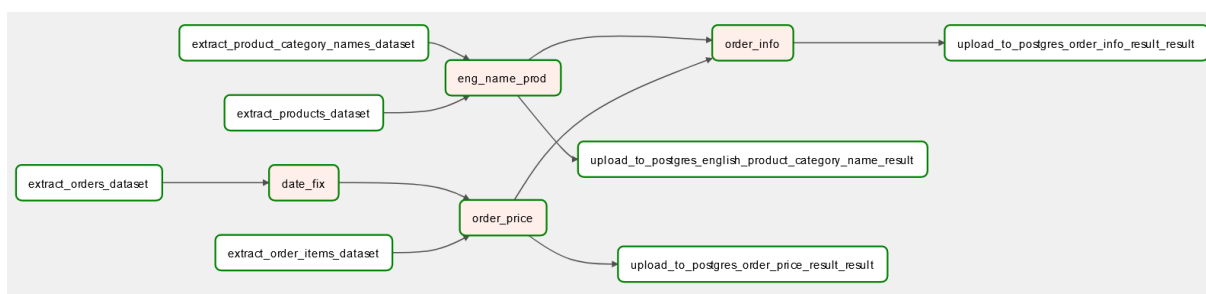 extract_product_category_names_dataset
order_info
upload_to_postgres_order_info_result_result
eng_name_prod
extract_products_dataset
upload_to_postgres_english_product_category_name_result
extract_orders_dataset
date_fix
order_price
extract_order_items_dataset
upload_to_postgres_order_price_result_result